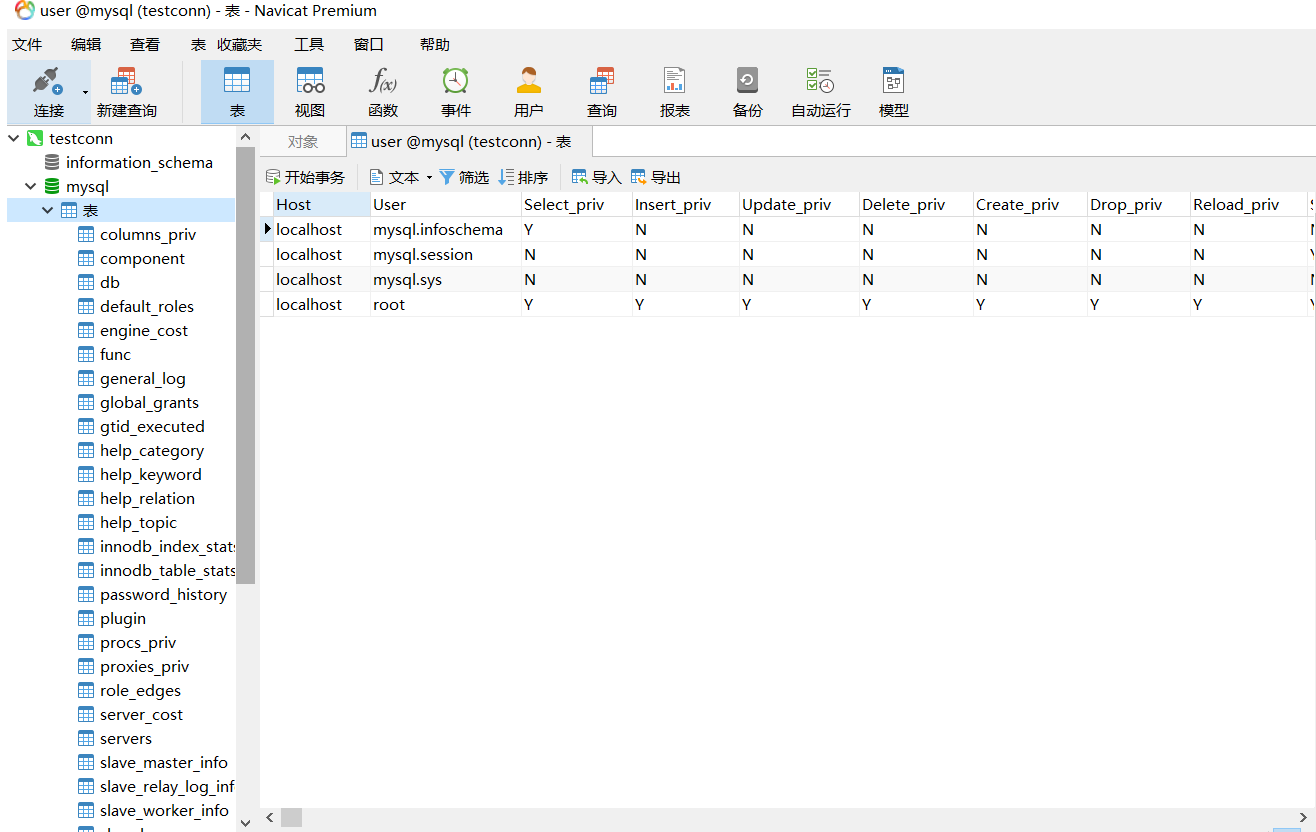 user @mysql (testconn) - 表 - Navicat Premium
文件 编辑 查看 表 收藏夹 工具 窗口 帮助
连接 新建查询 表 视图 函数 事件 用户 查询 报表 备份 自动运行 模型
testconn
information_schema
mysql
表
columns_priv
component
db
default_roles
engine_cost
func
general_log
global_grants
gtid_executed
help_category
help_keyword
help_relation
help_topic
innodb_index_stats
innodb_table_stats
password_history
plugin
procs_priv
proxies_priv
role_edges
server_cost
servers
slave_master_info
slave_relay_log_inf
slave_worker_info
对象 user @mysql (testconn) - 表
开始事务 文本 筛选 排序 导入 导出
Host User Select_priv Insert_priv Update_priv Delete_priv Create_priv Drop_priv Reload_priv
localhost mysql.infoschema Y N N N N N N
localhost mysql.session N N N N N N N
localhost mysql.sys N N N N N N N
localhost root Y Y Y Y Y Y Y